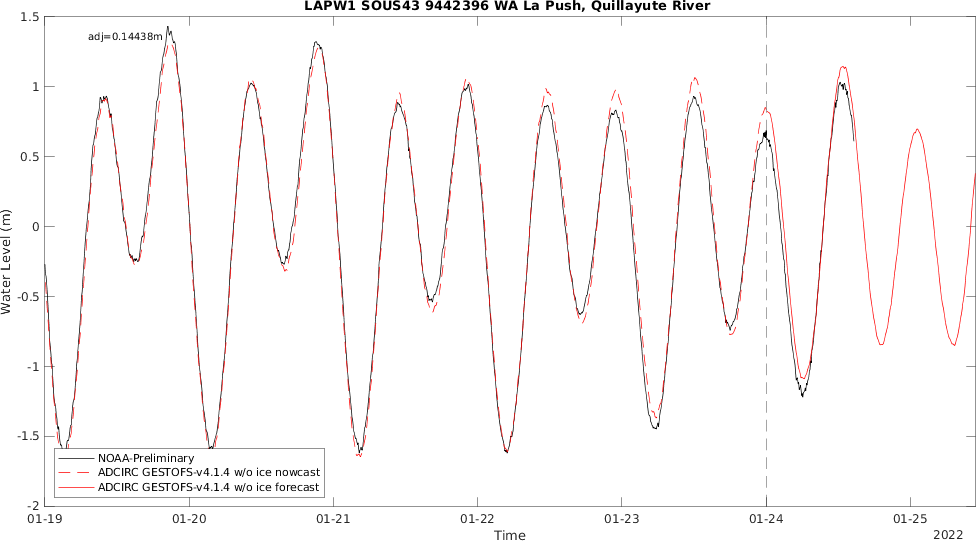 LAPW1 SOUS43 9442396 WA La Push, Quillayute River
adj=0.14438m
1.5
1
0.5
0
-0.5
-1
-1.5
-2
Water Level (m)
NOAA-Preliminary
ADCIRC GESTOFS-v4.1.4 w/o ice nowcast
ADCIRC GESTOFS-v4.1.4 w/o ice forecast
01-19 01-20 01-21 01-22 01-23 01-24 01-25
Time
2022